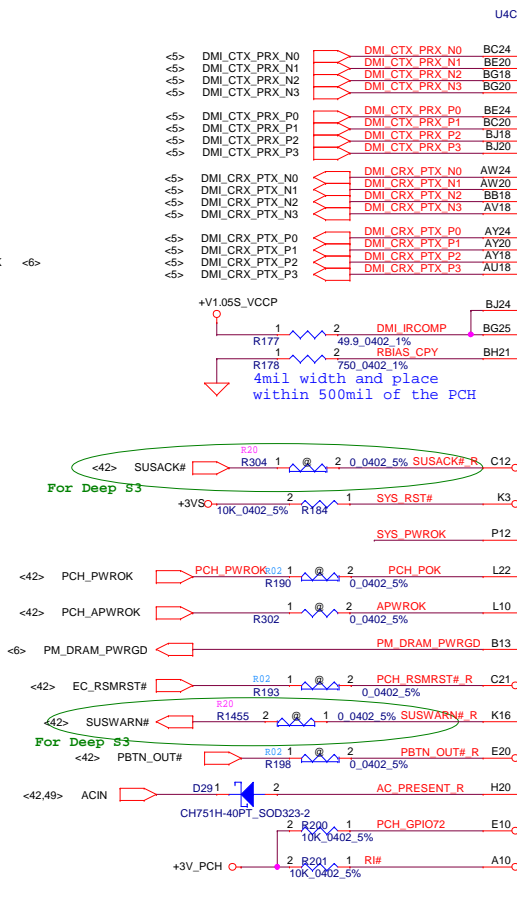 U4C
<5> DMI_CTX_PRX_N0 DMI_CTX_PRX_N0 BC24
<5> DMI_CTX_PRX_N1 DMI_CTX_PRX_N1 BE20
<5> DMI_CTX_PRX_N2 DMI_CTX_PRX_N2 BG18
<5> DMI_CTX_PRX_N3 DMI_CTX_PRX_N3 BG20
<5> DMI_CTX_PRX_P0 DMI_CTX_PRX_P0 BE24
<5> DMI_CTX_PRX_P1 DMI_CTX_PRX_P1 BC20
<5> DMI_CTX_PRX_P2 DMI_CTX_PRX_P2 BJ18
<5> DMI_CTX_PRX_P3 DMI_CTX_PRX_P3 BJ20
<5> DMI_CRX_PTX_N0 DMI_CRX_PTX_N0 AW24
<5> DMI_CRX_PTX_N1 DMI_CRX_PTX_N1 AW20
<5> DMI_CRX_PTX_N2 DMI_CRX_PTX_N2 BB18
<5> DMI_CRX_PTX_N3 DMI_CRX_PTX_N3 AV18
<5> DMI_CRX_PTX_P0 DMI_CRX_PTX_P0 AY24
<5> DMI_CRX_PTX_P1 DMI_CRX_PTX_P1 AY20
<6> <5> DMI_CRX_PTX_P2 DMI_CRX_PTX_P2 AY18
<5> DMI_CRX_PTX_P3 DMI_CRX_PTX_P3 AU18
+V1.05S_VCCP BJ24
1 2 DMI_IRCOMP BG25
R177 49.9_0402_1%
1 2 RBIAS_CPY BH21
R178 750_0402_1%
4mil width and place
within 500mil of the PCH
R20
<42> SUSACK# R304 1 @ 2 0_0402_5% SUSACK#_R C12
For Deep S3
+3VS 2 1 SYS_RST# K3
10K_0402_5% R184
SYS_PWROK P12
<42> PCH_PWROK PCH_PWROK R02 1 @ 2 PCH_POK L22
R190 0_0402_5%
<42> PCH_APWROK 1 @ 2 APWROK L10
R302 0_0402_5%
<6> PM_DRAM_PWRGD PM_DRAM_PWRGD B13
<42> EC_RSMRST# R02 1 @ 2 PCH_RSMRST#_R C21
R193 0_0402_5%
R20
<42> SUSWARN# R1455 2 @ 1 0_0402_5% SUSWARN#_R K16
For Deep S3
<42> PBTN_OUT# R02 1 @ 2 PBTN_OUT#_R E20
R198 0_0402_5%
<42,49> ACIN D29 1 2 AC_PRESENT_R H20
CH751H-40PT_SOD323-2
2 R200 1 PCH_GPIO72 E10
10K_0402_5%
+3V_PCH 2 R201 1 RI# A10
10K_0402_5%